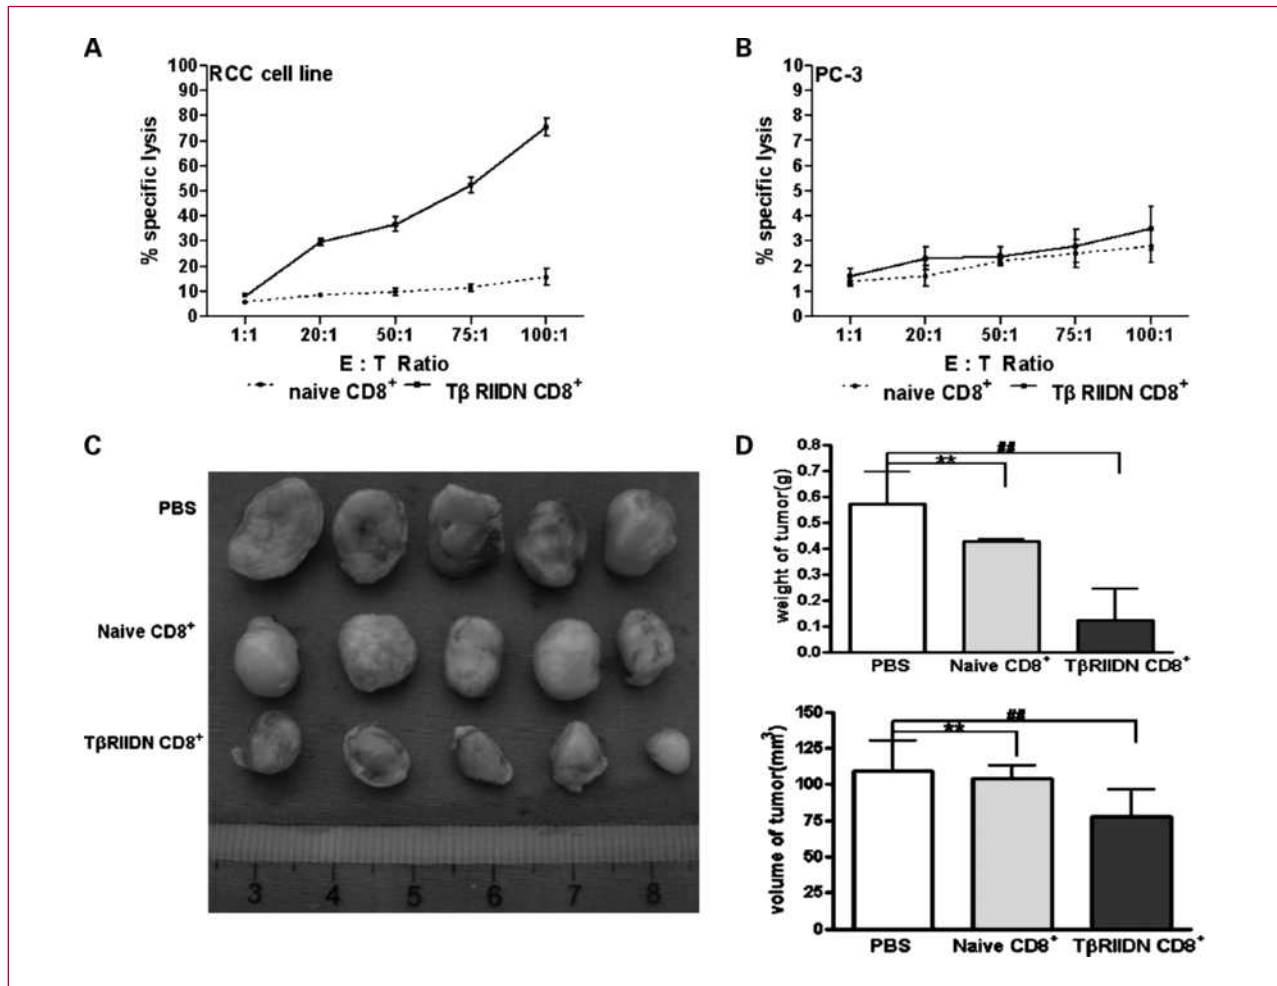 A
100
RCC cell line
90
80
70
60
50
40
30
20
10
0
% specific lysis
1:1 20:1 50:1 75:1 100:1
E : T Ratio
naive CD8+ Tβ RIIDN CD8+
B
10
PC-3
9
8
7
6
5
4
3
2
1
0
% specific lysis
1:1 20:1 50:1 75:1 100:1
E : T Ratio
naive CD8+ Tβ RIIDN CD8+
C
PBS
Naive CD8+
TβRIIDN CD8+
3 4 5 6 7 8
D
0.8
0.7
0.6
0.5
0.4
0.3
0.2
0.1
0.0
weight of tumor(g)
##
**
PBS Naive CD8+ TβRIIDN CD8+
150
125
100
75
50
25
0
volume of tumor(mm3)
##
**
PBS Naive CD8+ TβRIIDN CD8+